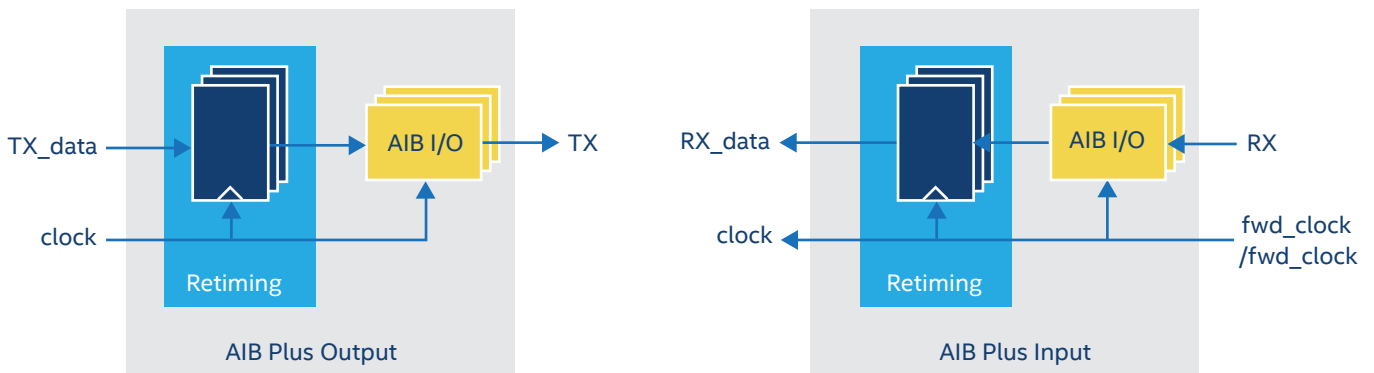 TX_data
AIB I/O
TX
clock
Retiming
AIB Plus Output
RX_data
AIB I/O
RX
clock
fwd_clock
/fwd_clock
Retiming
AIB Plus Input